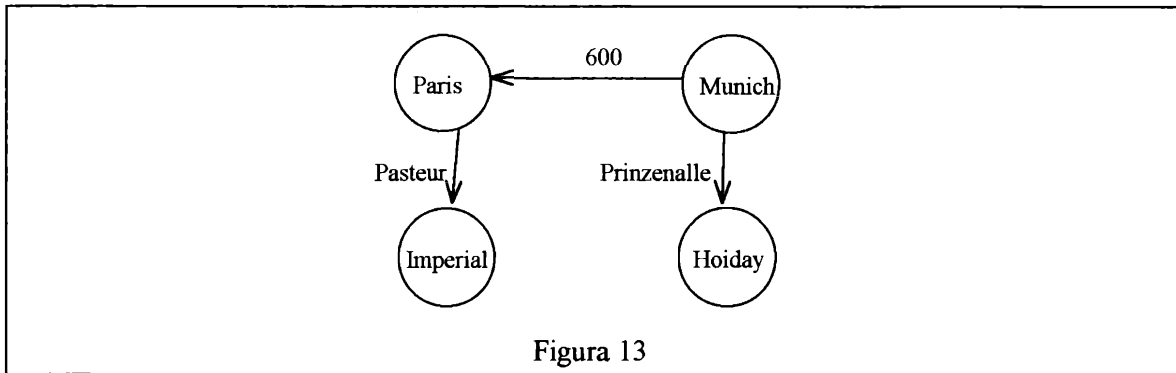 600
Paris
Munich
Pasteur
Prinzenalle
Imperial
Hoiday
Figura 13